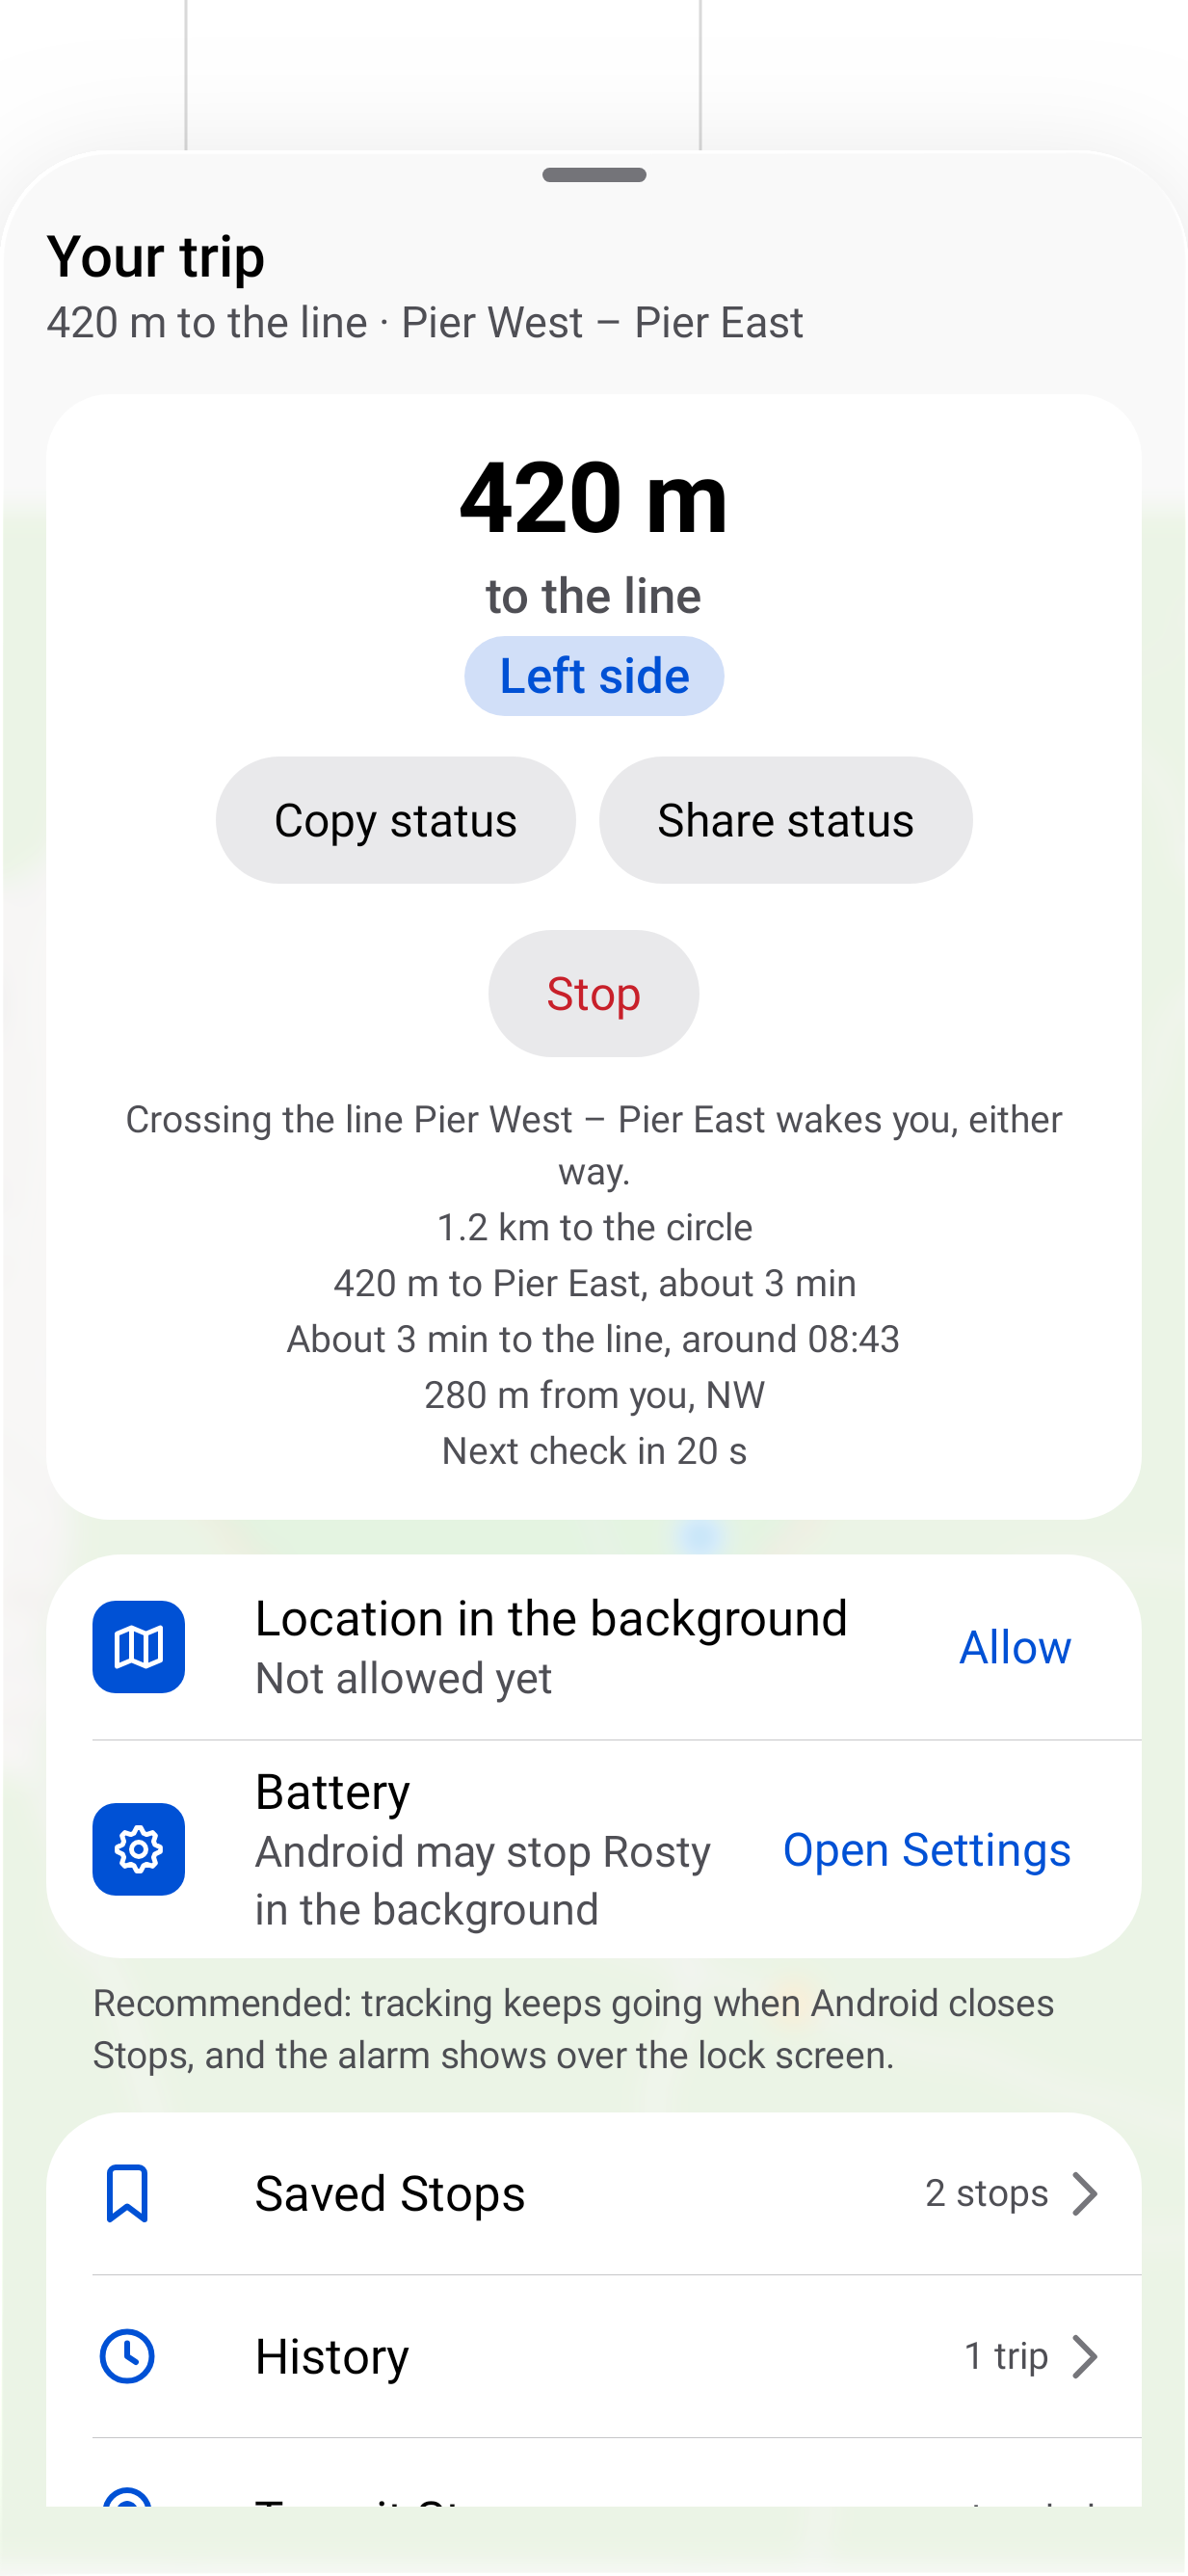 Your trip
420 m to the line · Pier West – Pier East
420 m
to the line
Left side
Copy status
Share status
Stop
Crossing the line Pier West – Pier East wakes you, either
way.
1.2 km to the circle
420 m to Pier East, about 3 min
About 3 min to the line, around 08:43
280 m from you, NW
Next check in 20 s
Location in the background
Not allowed yet
Allow
Battery
Android may stop Rosty
in the background
Open Settings
Recommended: tracking keeps going when Android closes
Stops, and the alarm shows over the lock screen.
Saved Stops
2 stops
History
1 trip